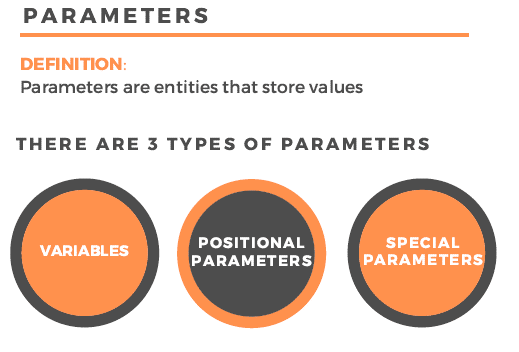 PARAMETERS
DEFINITION:
Parameters are entities that store values
THERE ARE 3 TYPES OF PARAMETERS
VARIABLES
POSITIONAL
PARAMETERS
SPECIAL
PARAMETERS